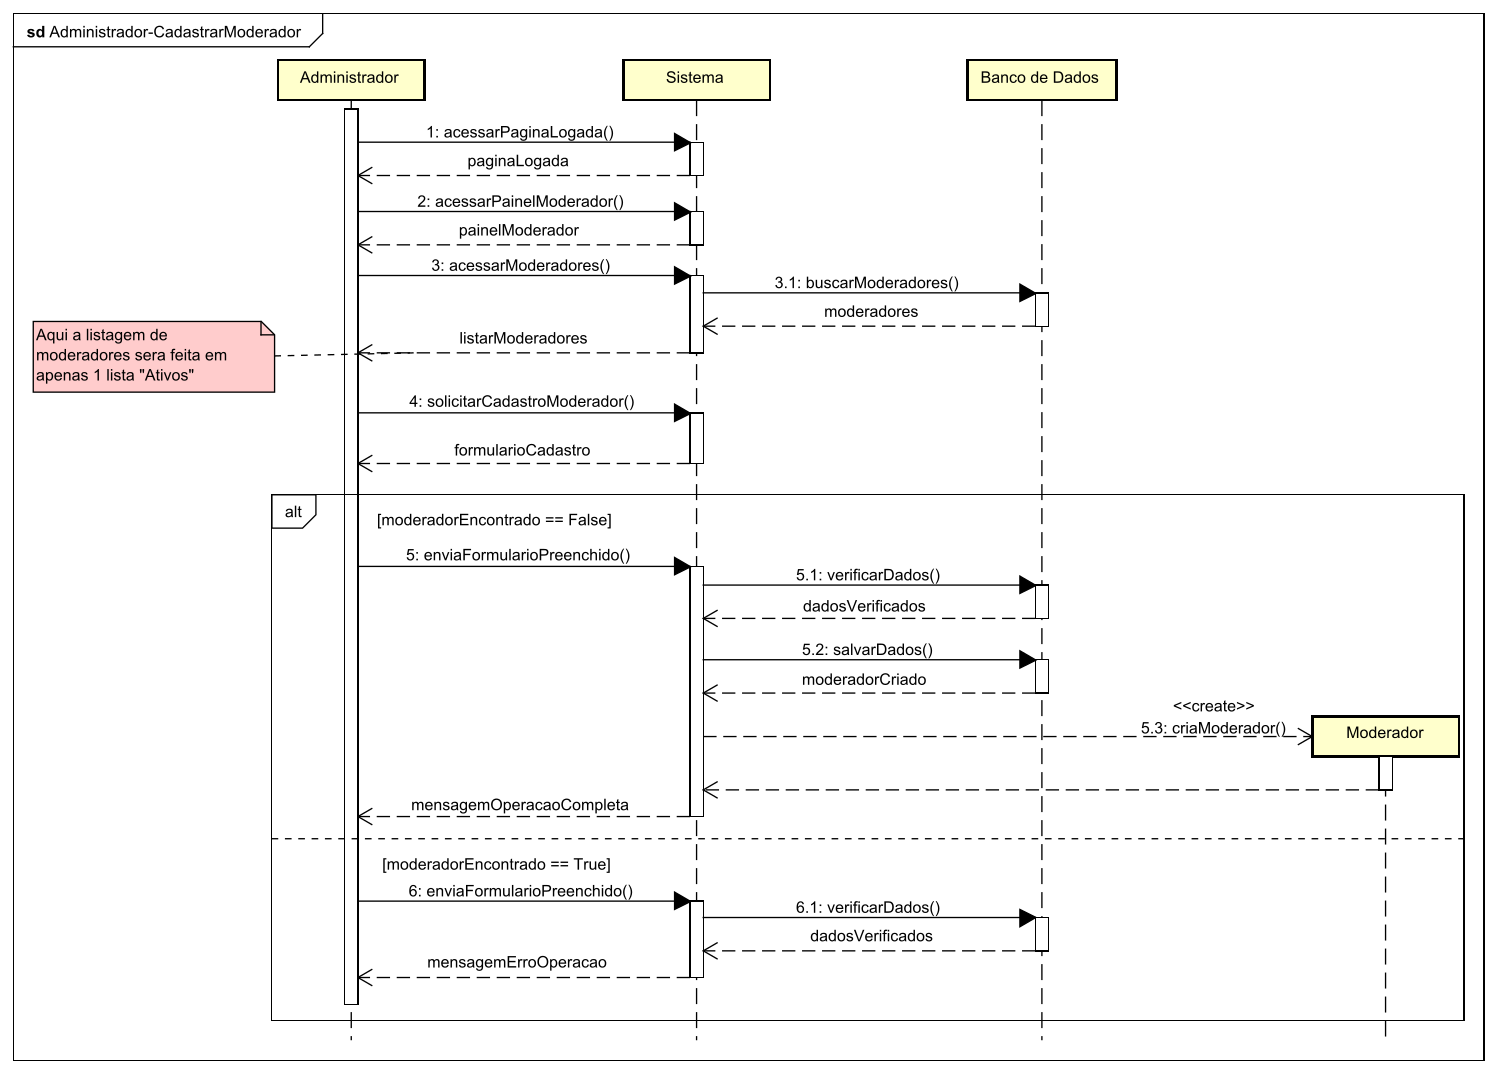 sd Administrador-CadastrarModerador
Administrador
Sistema
Banco de Dados
1: acessarPaginaLogada()
paginaLogada
2: acessarPainelModerador()
painelModerador
3: acessarModeradores()
3.1: buscarModeradores()
moderadores
listarModeradores
Aqui a listagem de
moderadores sera feita em
apenas 1 lista "Ativos"
4: solicitarCadastroModerador()
formularioCadastro
alt
[moderadorEncontrado == False]
5: enviaFormularioPreenchido()
5.1: verificarDados()
dadosVerificados
5.2: salvarDados()
moderadorCriado
<<create>>
5.3: criaModerador()
Moderador
mensagemOperacaoCompleta
[moderadorEncontrado == True]
6: enviaFormularioPreenchido()
6.1: verificarDados()
dadosVerificados
mensagemErroOperacao